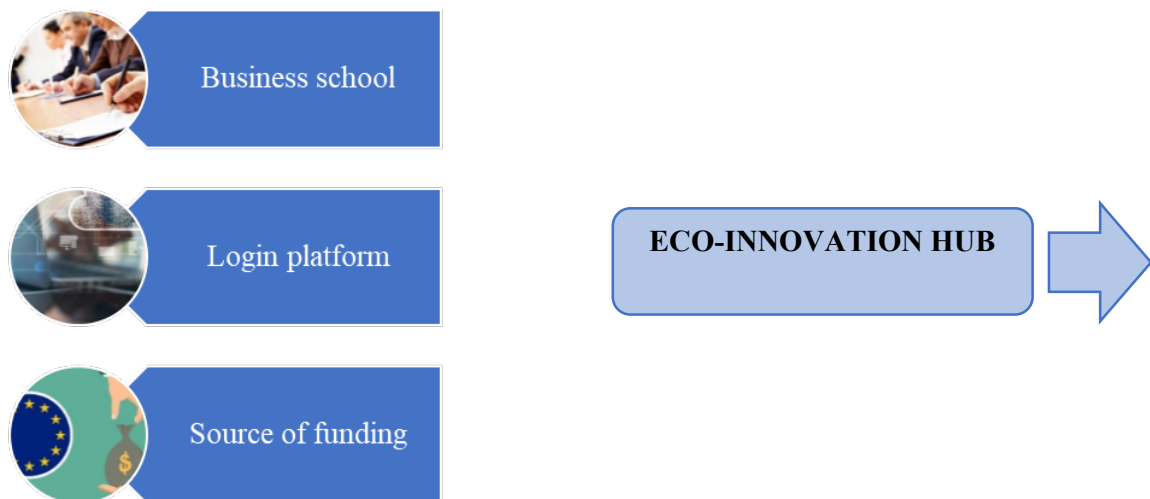 Business school
Login platform
ECO-INNOVATION HUB
Source of funding
$